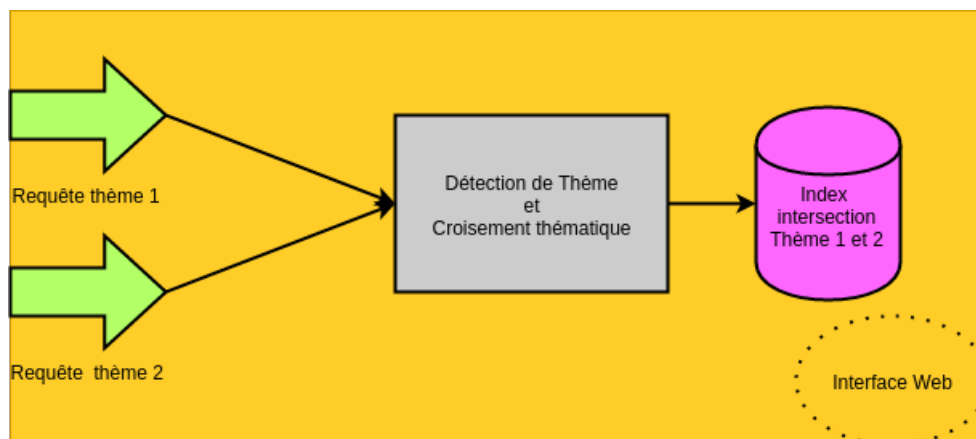 Requête thème 1
Détection de Thème
et
Croisement thématique
Index
intersection
Thème 1 et 2
Requête  thème 2
Interface Web